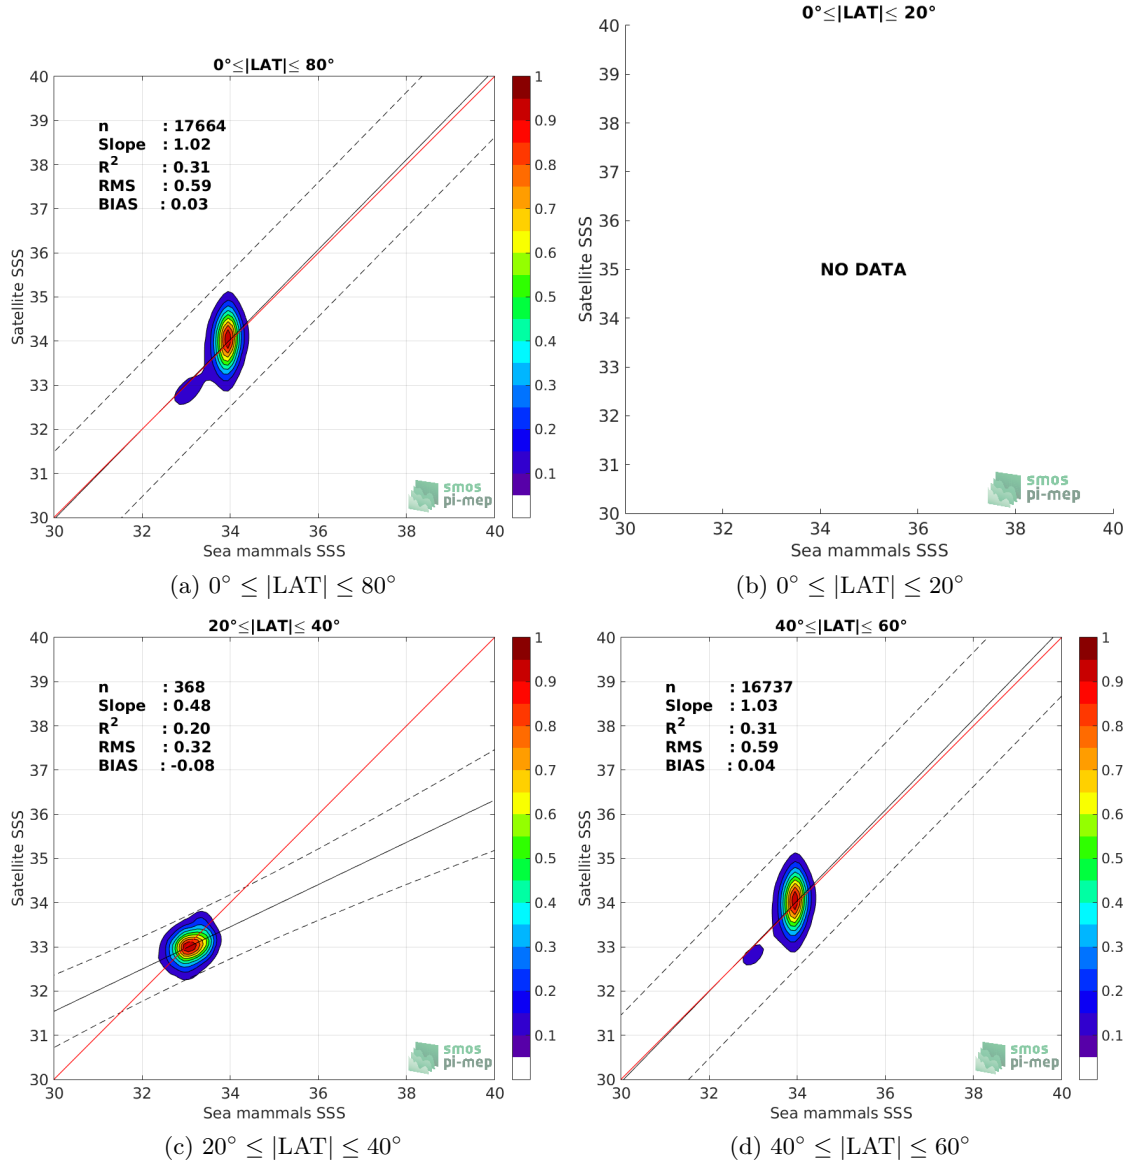 0°≤|LAT|≤ 80°
40
39
38
37
36
35
34
33
32
31
30
Satellite SSS
n : 17664
Slope : 1.02
R² : 0.31
RMS : 0.59
BIAS : 0.03
30 32 34 36 38 40
Sea mammals SSS
1
0.9
0.8
0.7
0.6
0.5
0.4
0.3
0.2
0.1
smos
pi-mep
(a) 0° ≤ |LAT| ≤ 80°
0°≤|LAT|≤ 20°
40
39
38
37
36
35
34
33
32
31
30
Satellite SSS
NO DATA
30 32 34 36 38 40
Sea mammals SSS
smos
pi-mep
(b) 0° ≤ |LAT| ≤ 20°
20°≤|LAT|≤ 40°
40
39
38
37
36
35
34
33
32
31
30
Satellite SSS
n : 368
Slope : 0.48
R² : 0.20
RMS : 0.32
BIAS : -0.08
30 32 34 36 38 40
Sea mammals SSS
1
0.9
0.8
0.7
0.6
0.5
0.4
0.3
0.2
0.1
smos
pi-mep
(c) 20° ≤ |LAT| ≤ 40°
40°≤|LAT|≤ 60°
40
39
38
37
36
35
34
33
32
31
30
Satellite SSS
n : 16737
Slope : 1.03
R² : 0.31
RMS : 0.59
BIAS : 0.04
30 32 34 36 38 40
Sea mammals SSS
1
0.9
0.8
0.7
0.6
0.5
0.4
0.3
0.2
0.1
smos
pi-mep
(d) 40° ≤ |LAT| ≤ 60°